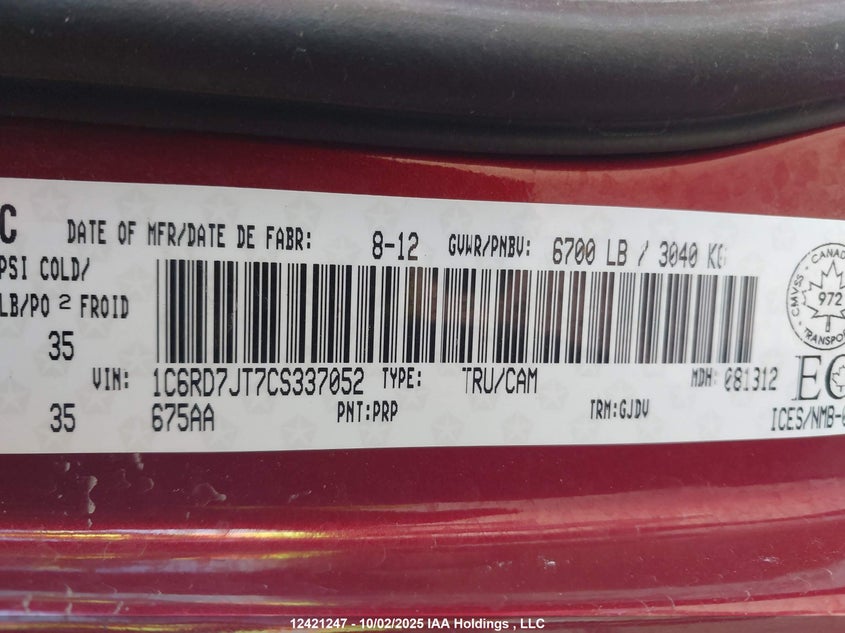 C DATE OF MFR/DATE DE FABR: 8-12 GVWR/PNBV: 6700 LB / 3040 KG
PSI COLD/
LB/PO 2 FROID
35
VIN: 1C6RD7JT7CS337052 TYPE: TRU/CAM MDH: 081312
35 675AA PNT:PRP TRM:GJDV ICES/NMB-
CMVSS CANADA
972
TRANSPO
EC
12421247 - 10/02/2025 IAA Holdings , LLC